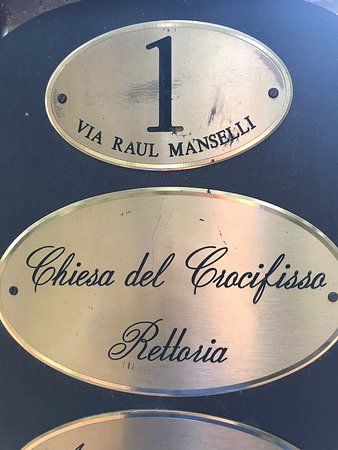 1
VIA RAUL MANSELLI
Chiesa del Crocifisso
Rettoria